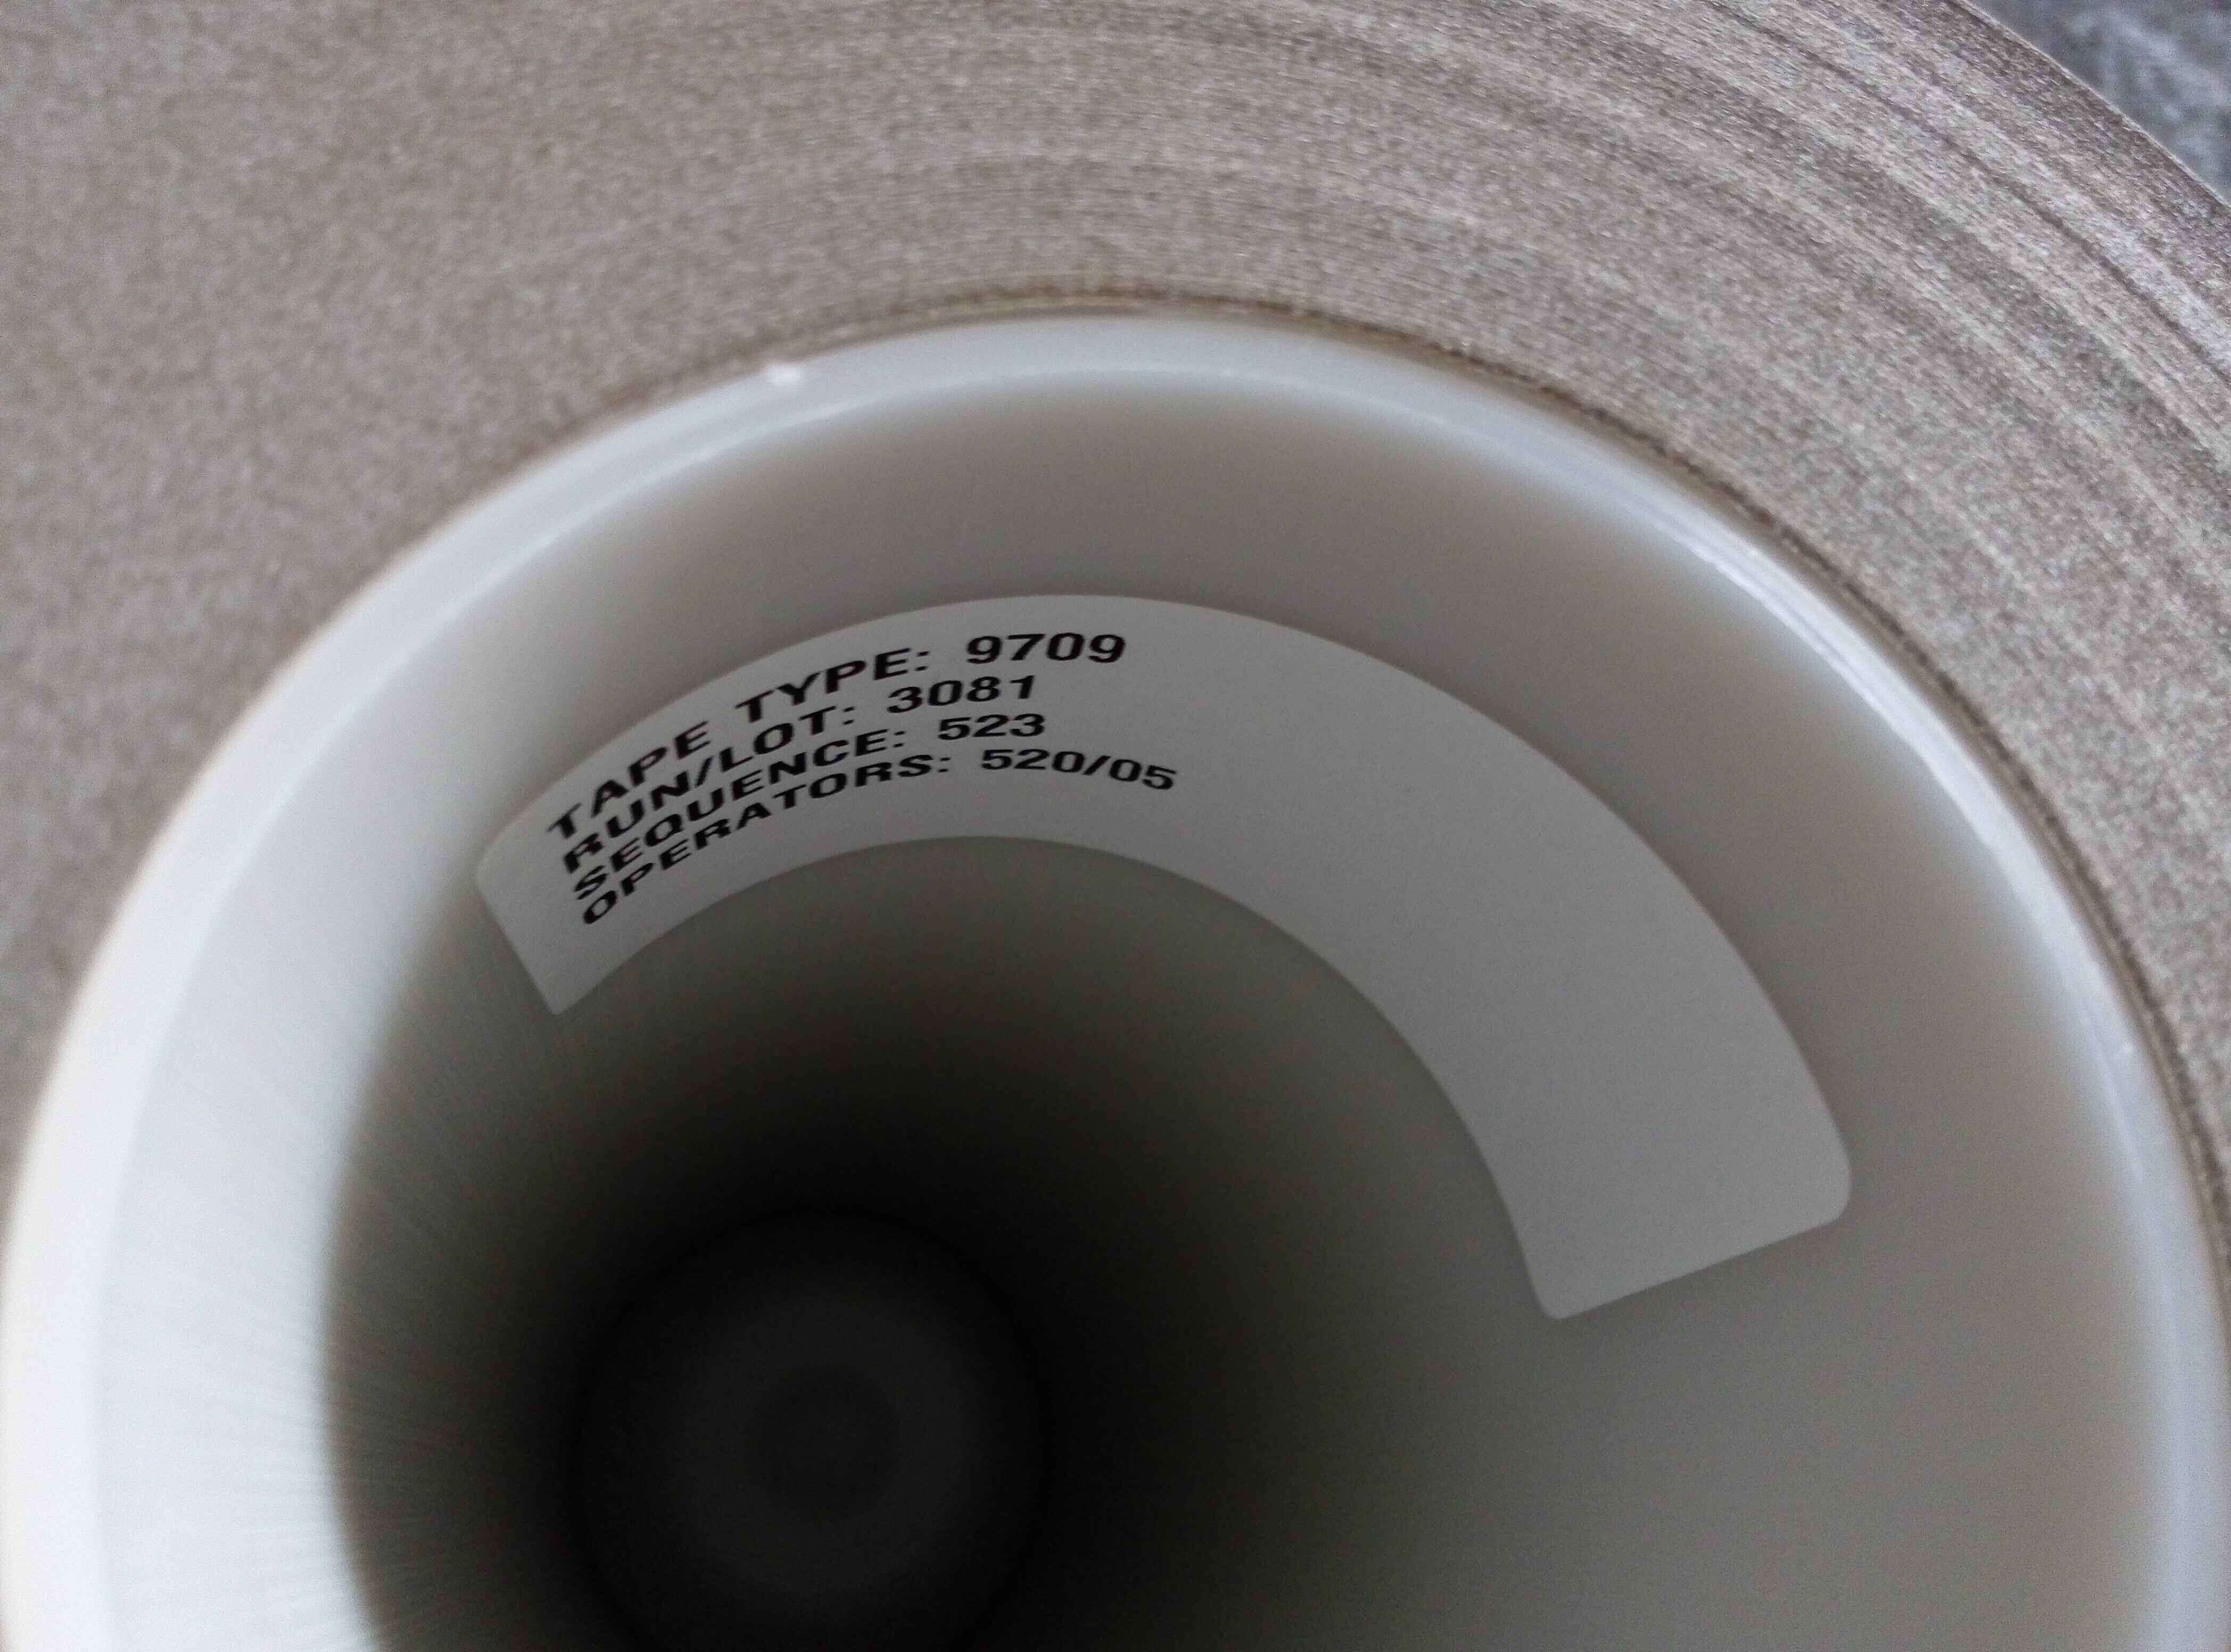 TAPE TYPE: 9709
RUN/LOT: 3081
SEQUENCE: 523
OPERATORS: 520/05